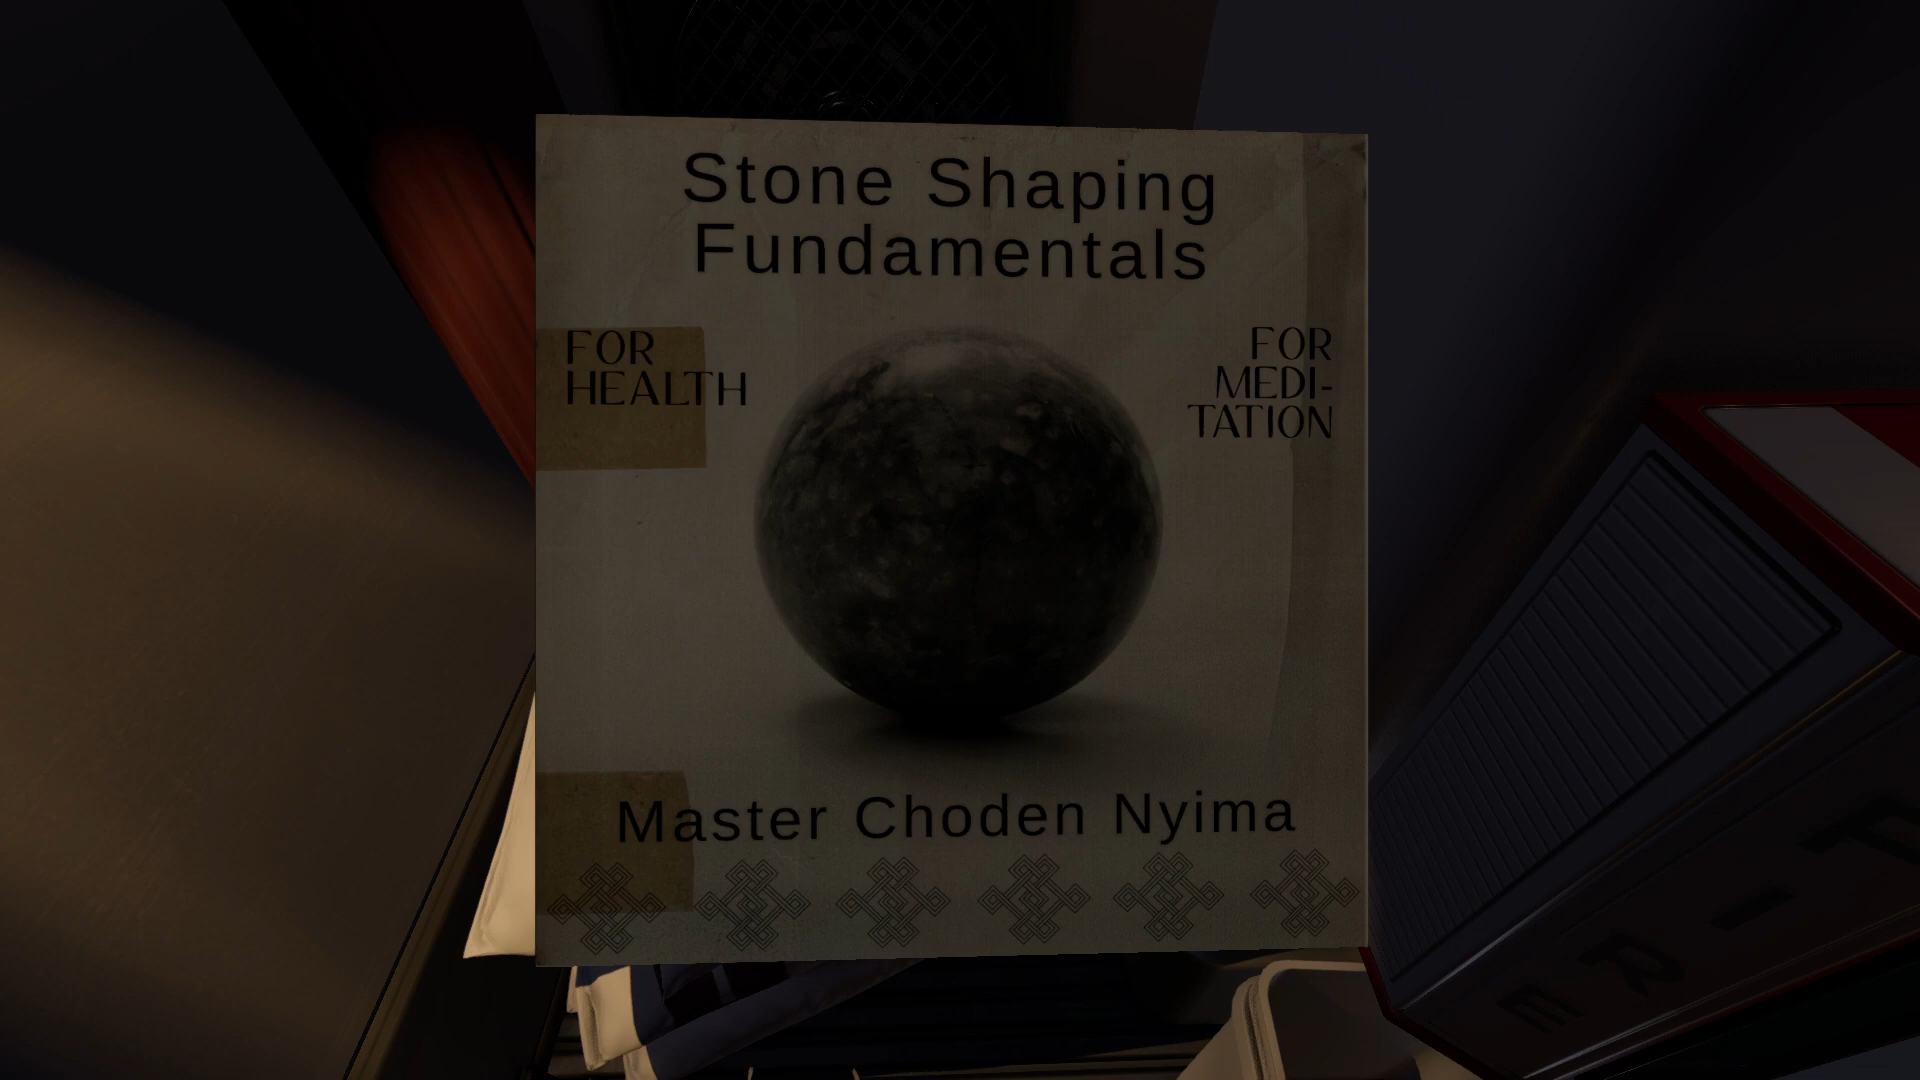 Stone Shaping
Fundamentals
FOR
HEALTH
FOR
MEDI-
TATION
Master Choden Nyima